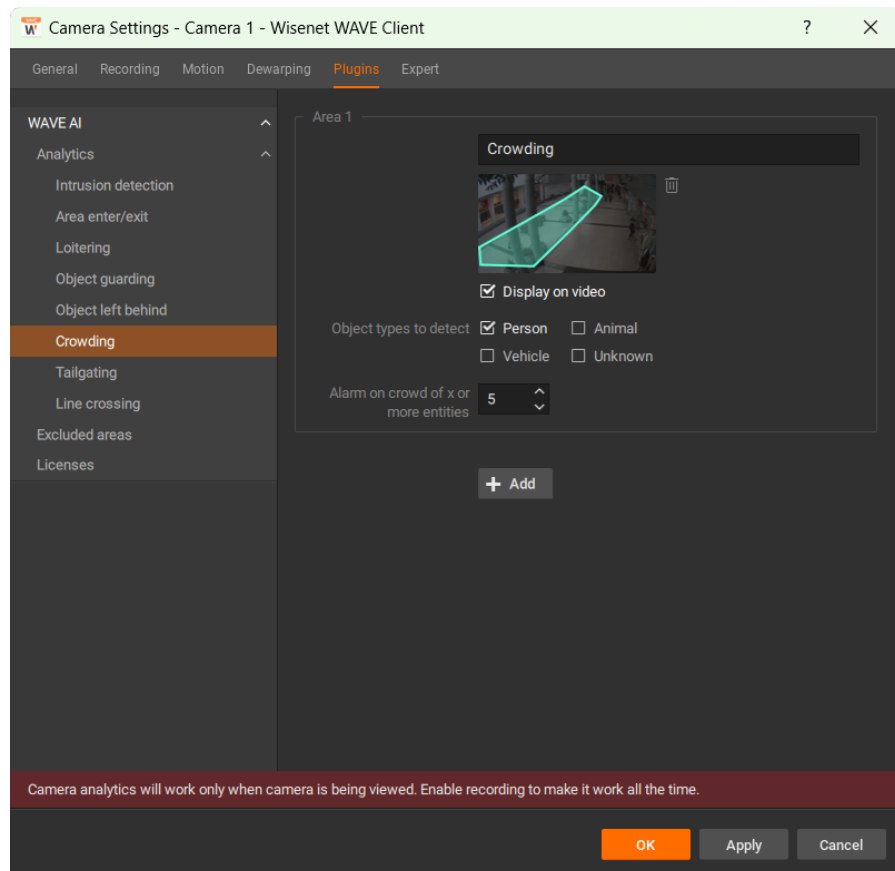 Camera Settings - Camera 1 - Wisenet WAVE Client ?
General Recording Motion Dewarping Plugins Expert
WAVE AI
Analytics
Intrusion detection
Area enter/exit
Loitering
Object guarding
Object left behind
Crowding
Tailgating
Line crossing
Excluded areas
Licenses
Area 1
Crowding
Display on video
Object types to detect Person Animal
Vehicle Unknown
Alarm on crowd of x or
more entities
5
Add
Camera analytics will work only when camera is being viewed. Enable recording to make it work all the time.
OK Apply Cancel